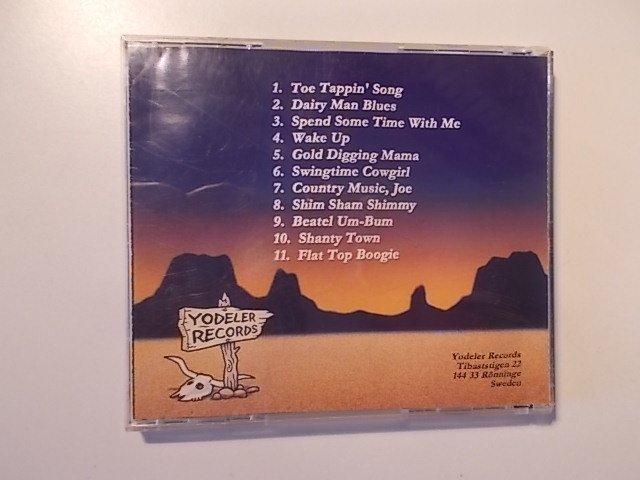 1. Toe Tappin' Song
2. Dairy Man Blues
3. Spend Some Time With Me
4. Wake Up
5. Gold Digging Mama
6. Swingtime Cowgirl
7. Country Music, Joe
8. Shim Sham Shimmy
9. Beatel Um-Bum
10. Shanty Town
11. Flat Top Boogie
YODELER
RECORDS
Yodeler Records
Tibastsügen 22
144 33 Rönninge
Sweden